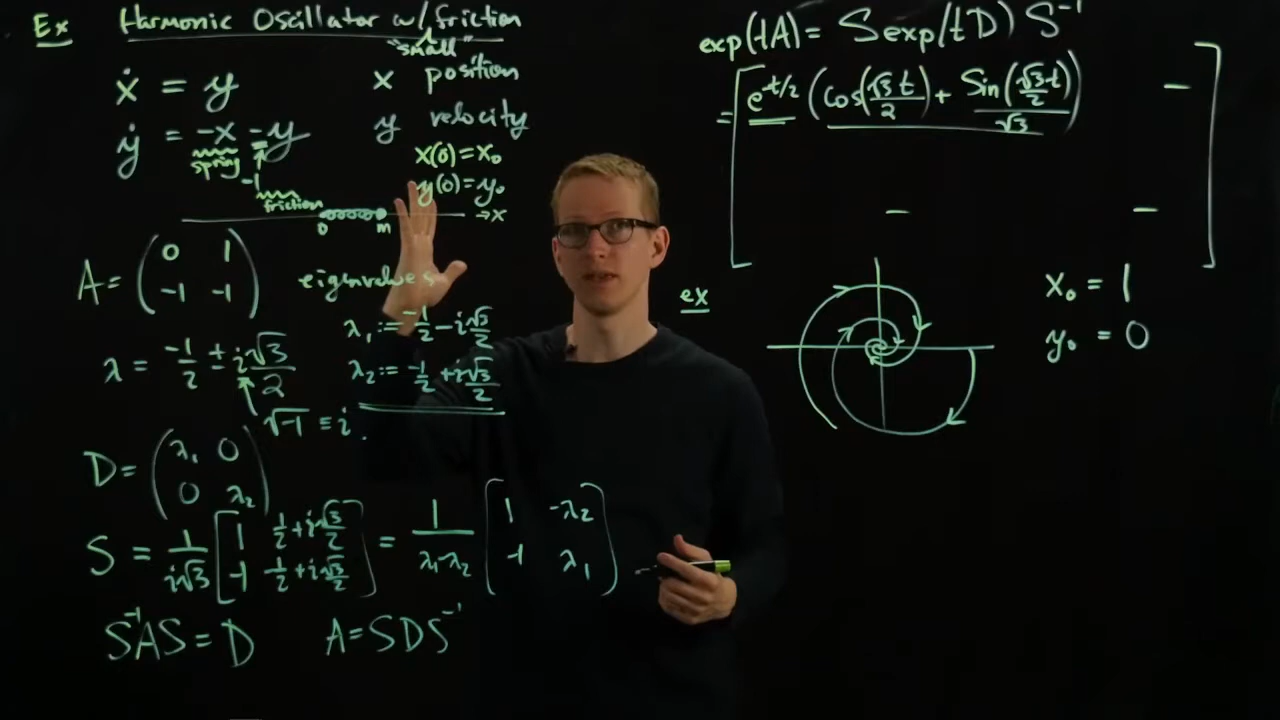 Ex Harmonic Oscillator w/ friction
"small"
ẋ = y
x position
ẏ = -x -y
y velocity
spring
-1
friction
x(0)=x₀
y(0)=y₀
0 m → x
A = ( 0 1 -1 -1 )
eigenvalues
λ = -1/2 ± i√3/2
λ₁ := -1/2 - i√3/2
λ₂ := -1/2 + i√3/2
√-1 ≡ i
D = ( λ₁ 0 0 λ₂ )
S = 1/i√3 [ 1 1/2+i√3/2 -1 -1/2+i√3/2 ] = 1/λ₁-λ₂ [ 1 -λ₂ -1 λ₁ ]
S⁻¹AS = D A = SDS⁻¹
exp(tA) = S exp(tD) S⁻¹
= [ e^-t/2 (cos(√3t/2) + Sin(√3t/2)/√3) - - - ]
ex
x₀ = 1
y₀ = 0